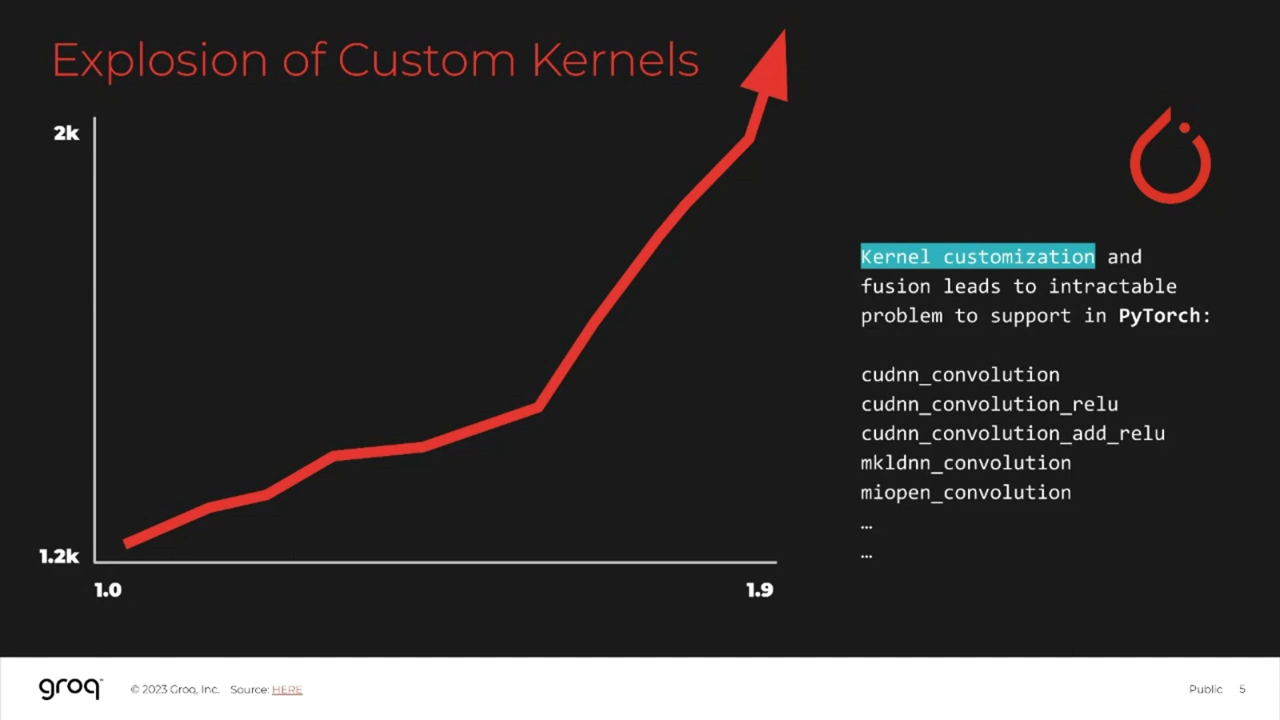 Explosion of Custom Kernels
2k
1.2k
1.0
1.9
Kernel customization and
fusion leads to intractable
problem to support in PyTorch:
cudnn_convolution
cudnn_convolution_relu
cudnn_convolution_add_relu
mkldnn_convolution
miopen_convolution
…
…
groq™
© 2023 Groq, Inc. Source: HERE
Public 5